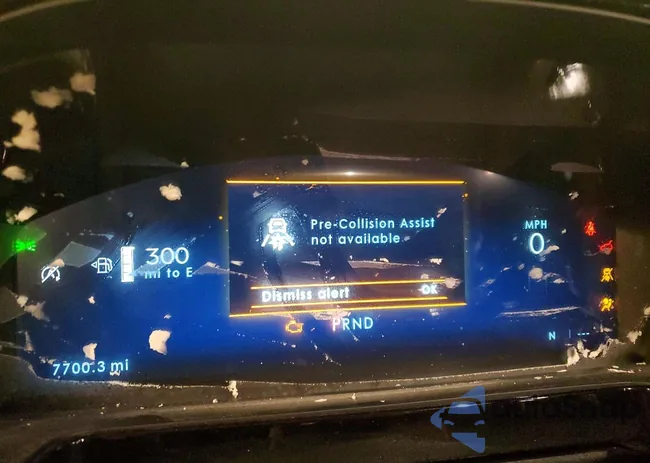 Pre-Collision Assist
not available
300
mi to E
MPH
0
Dismiss alert OK
PRND
N
7700.3 mi